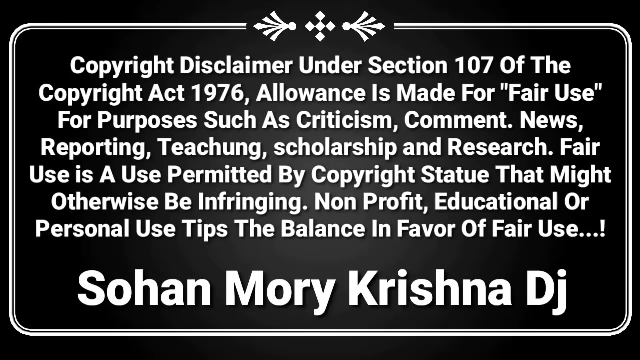 Copyright Disclaimer Under Section 107 Of The
Copyright Act 1976, Allowance Is Made For "Fair Use"
For Purposes Such As Criticism, Comment. News,
Reporting, Teachung, scholarship and Research. Fair
Use is A Use Permitted By Copyright Statue That Might
Otherwise Be Infringing. Non Profit, Educational Or
Personal Use Tips The Balance In Favor Of Fair Use...!
Sohan Mory Krishna Dj